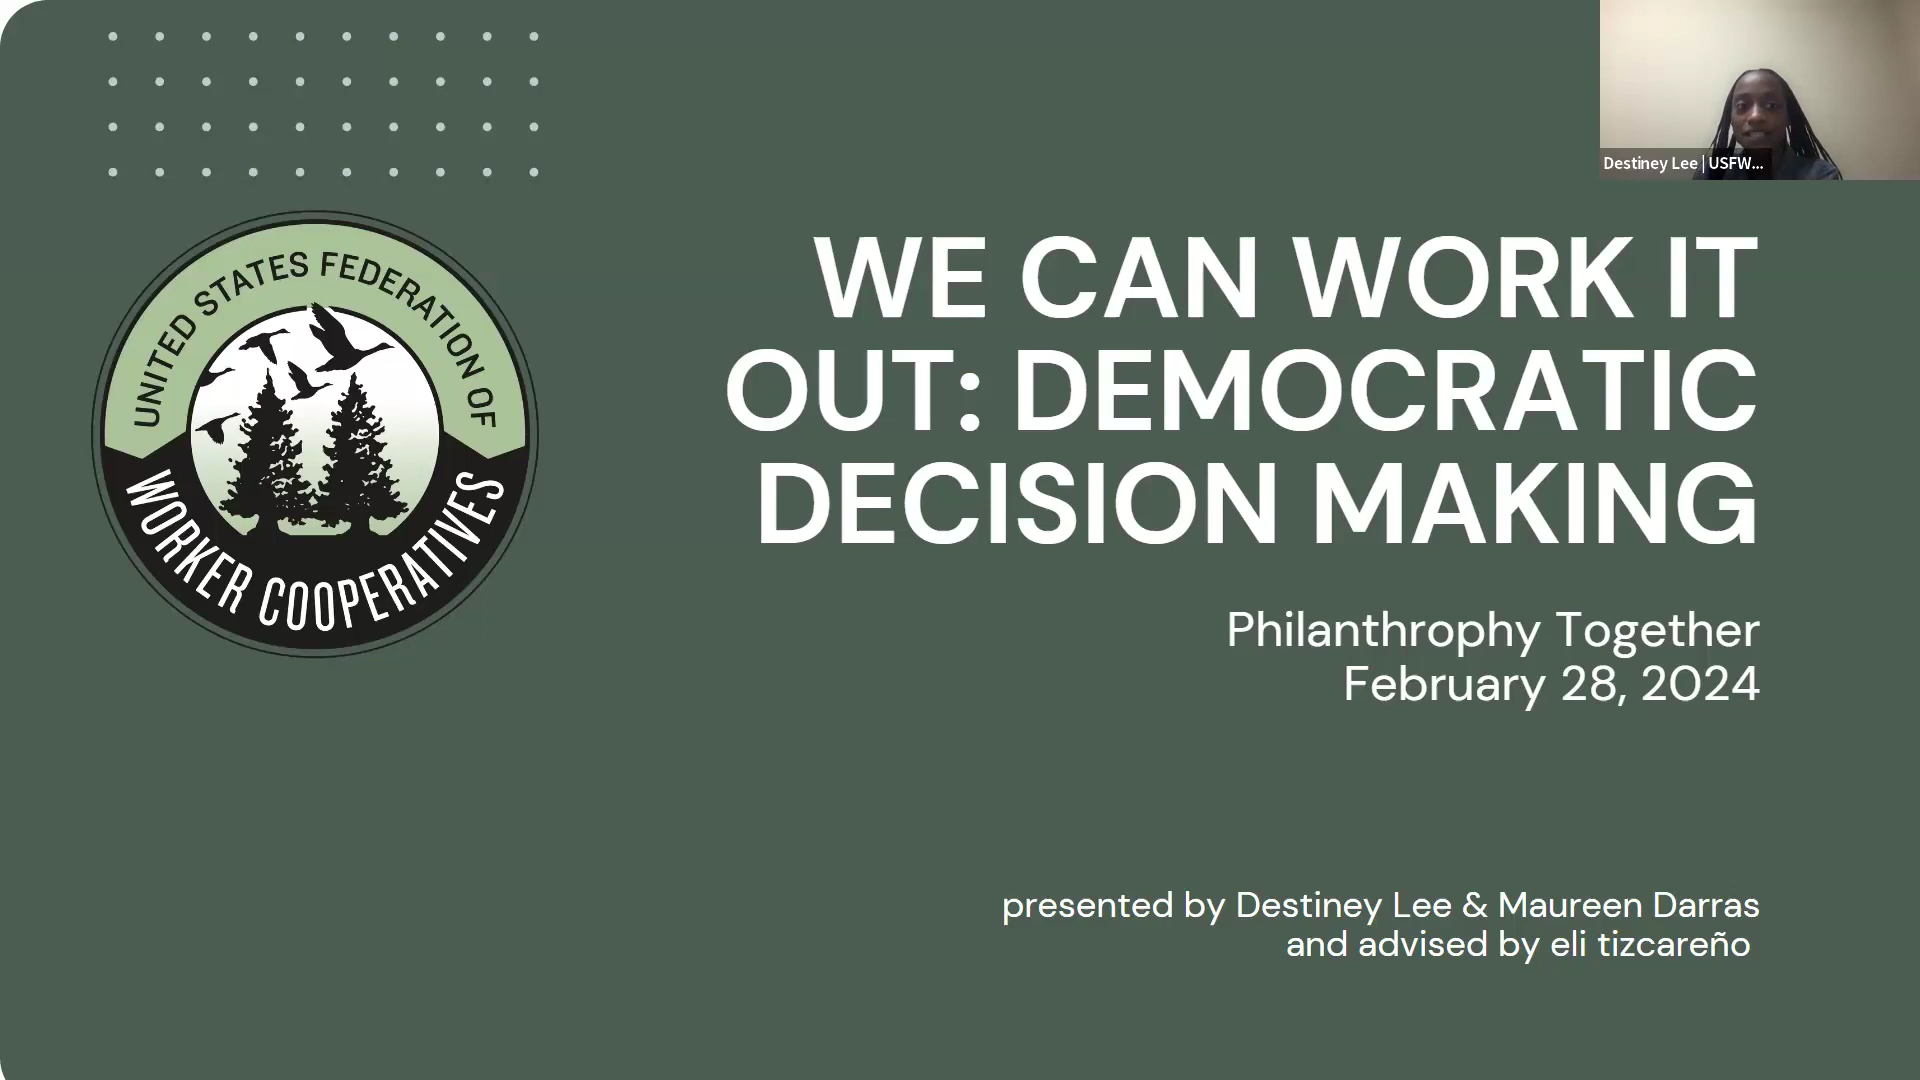 Destiney Lee | USFW...
UNITED STATES FEDERATION OF
WORKER COOPERATIVES
WE CAN WORK IT
OUT: DEMOCRATIC
DECISION MAKING
Philanthrophy Together
February 28, 2024
presented by Destiney Lee & Maureen Darras
and advised by eli tizcareño